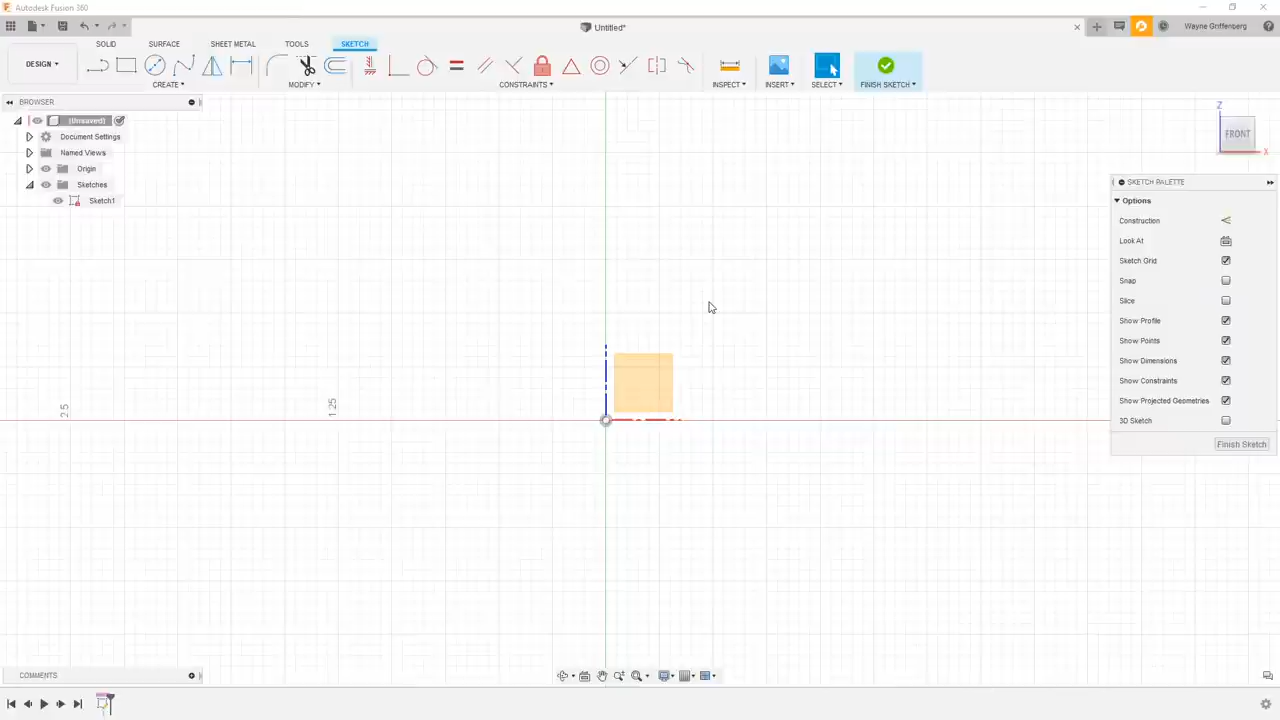 Autodesk Fusion 360
Untitled*
Wayne Griffenberg
SOLID SURFACE SHEET METAL TOOLS SKETCH
DESIGN
CREATE MODIFY CONSTRAINTS INSPECT INSERT SELECT FINISH SKETCH
BROWSER
(Unsaved)
Document Settings
Named Views
Origin
Sketches
Sketch1
Z
FRONT
X
SKETCH PALETTE
Options
Construction
Look At
Sketch Grid
Snap
Slice
Show Profile
Show Points
Show Dimensions
Show Constraints
Show Projected Geometries
3D Sketch
Finish Sketch
2.5
1.25
COMMENTS